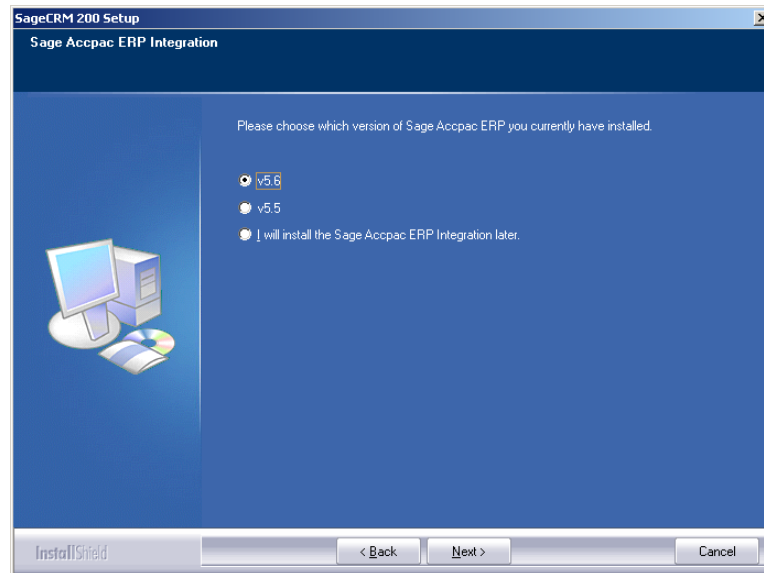 SageCRM 200 Setup
Sage Accpac ERP Integration
Please choose which version of Sage Accpac ERP you currently have installed.
v5.6
v5.5
I will install the Sage Accpac ERP Integration later.
InstallShield
< Back Next > Cancel